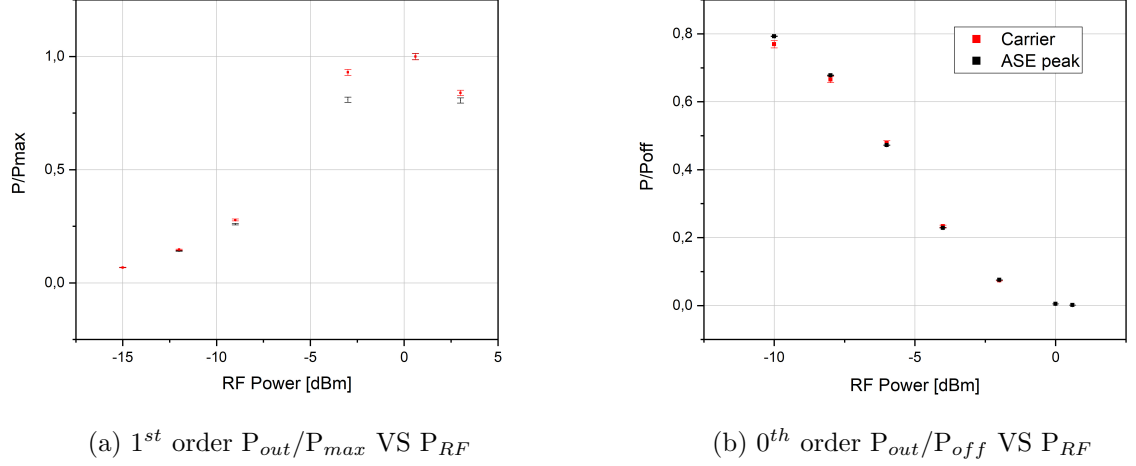 1,0
0,5
0,0
P/Pmax
-15
-10
-5
0
5
RF Power [dBm]
(a) 1st order Pout/Pmax VS PRF
0,8
0,6
0,4
0,2
0,0
P/Poff
Carrier
ASE peak
-10
-5
0
RF Power [dBm]
(b) 0th order Pout/Poff VS PRF